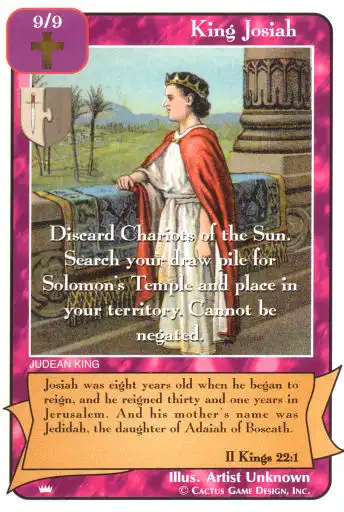 9/9
King Josiah
Discard Chariots of the Sun.
Search your draw pile for
Solomon's Temple and place in
your territory. Cannot be
negated.
JUDEAN KING
Josiah was eight years old when he began to
reign, and he reigned thirty and one years in
Jerusalem. And his mother's name was
Jedidah, the daughter of Adaiah of Boscath.
II Kings 22:1
Illus. Artist Unknown
© Cactus Game Design, Inc.